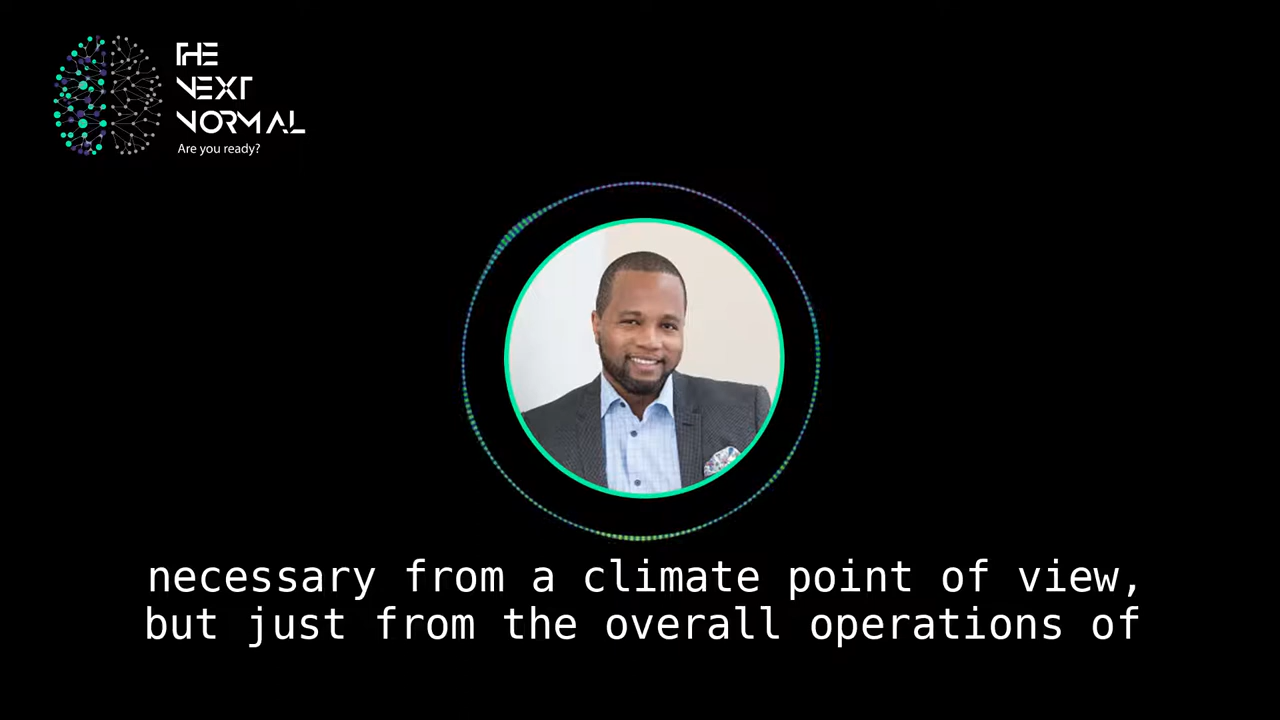 THE
NEXT
NORMAL
Are you ready?
necessary from a climate point of view,
but just from the overall operations of